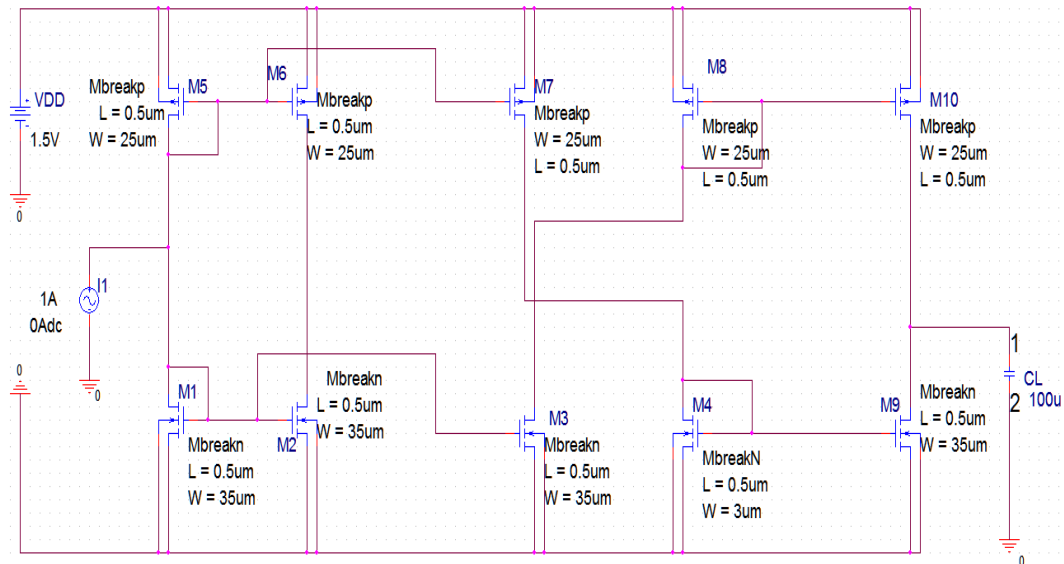 VDD
1.5V
0
1A
0Adc
I1
0
0
M5
Mbreakp
L = 0.5um
W = 25um
M6
Mbreakp
L = 0.5um
W = 25um
M7
Mbreakp
W = 25um
L = 0.5um
M8
Mbreakp
W = 25um
L = 0.5um
M10
Mbreakp
W = 25um
L = 0.5um
M1
Mbreakn
L = 0.5um
W = 35um
Mbreakn
L = 0.5um
W = 35um
M2
M3
Mbreakn
L = 0.5um
W = 35um
M4
MbreakN
L = 0.5um
W = 3um
M9
Mbreakn
L = 0.5um
W = 35um
1
CL
2
100u
0